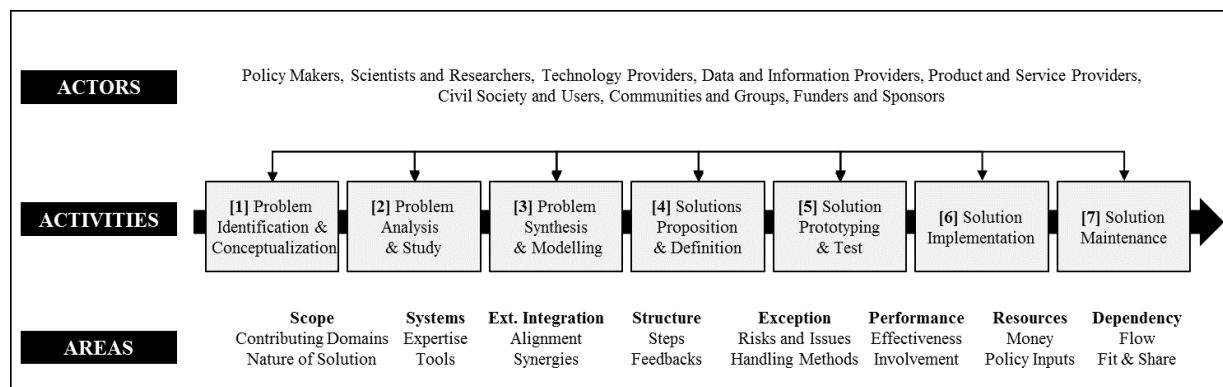 ACTORS
Policy Makers, Scientists and Researchers, Technology Providers, Data and Information Providers, Product and Service Providers,
Civil Society and Users, Communities and Groups, Funders and Sponsors
ACTIVITIES
[1] Problem
Identification &
Conceptualization
[2] Problem
Analysis
& Study
[3] Problem
Synthesis
& Modelling
[4] Solutions
Proposition
& Definition
[5] Solution
Prototyping
& Test
[6] Solution
Implementation
[7] Solution
Maintenance
AREAS
Scope
Contributing Domains
Nature of Solution
Systems
Expertise
Tools
Ext. Integration
Alignment
Synergies
Structure
Steps
Feedbacks
Exception
Risks and Issues
Handling Methods
Performance
Effectiveness
Involvement
Resources
Money
Policy Inputs
Dependency
Flow
Fit & Share